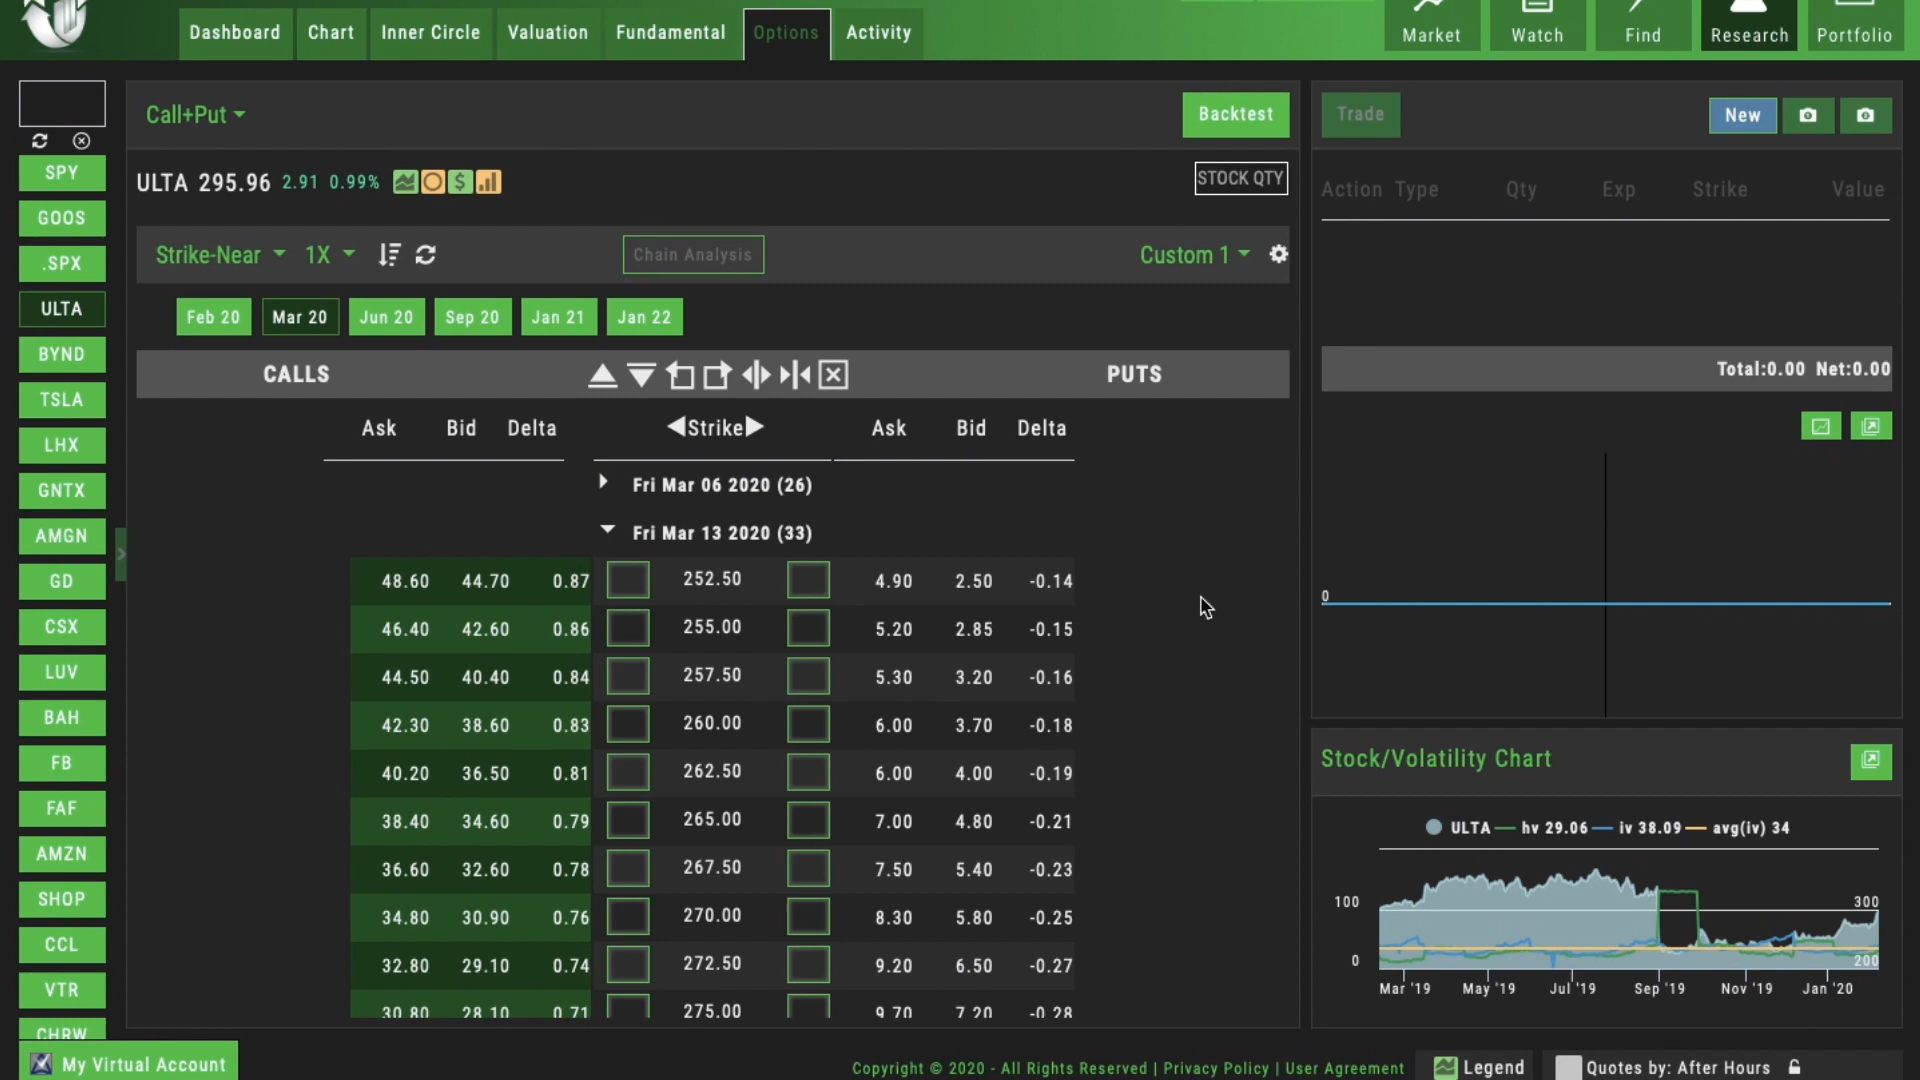 Dashboard Chart Inner Circle Valuation Fundamental Options Activity
Market Watch Find Research Portfolio
Call+Put Backtest
Trade New
ULTA 295.96 2.91 0.99% STOCK QTY
Action Type Qty Exp Strike Value
Strike-Near 1X Chain Analysis Custom 1
Feb 20 Mar 20 Jun 20 Sep 20 Jan 21 Jan 22
CALLS PUTS
Total:0.00 Net:0.00
Ask Bid Delta Strike Ask Bid Delta
Fri Mar 06 2020 (26)
Fri Mar 13 2020 (33)
48.60 44.70 0.87 252.50 4.90 2.50 -0.14
46.40 42.60 0.86 255.00 5.20 2.85 -0.15
44.50 40.40 0.84 257.50 5.30 3.20 -0.16
42.30 38.60 0.83 260.00 6.00 3.70 -0.18
40.20 36.50 0.81 262.50 6.00 4.00 -0.19
38.40 34.60 0.79 265.00 7.00 4.80 -0.21
36.60 32.60 0.78 267.50 7.50 5.40 -0.23
34.80 30.90 0.76 270.00 8.30 5.80 -0.25
32.80 29.10 0.74 272.50 9.20 6.50 -0.27
30.80 28.10 0.71 275.00 9.70 7.20 -0.28
SPY
GOOS
.SPX
ULTA
BYND
TSLA
LHX
GNTX
AMGN
GD
CSX
LUV
BAH
FB
FAF
AMZN
SHOP
CCL
VTR
CHRW
0
Stock/Volatility Chart
ULTA hv 29.06 iv 38.09 avg(iv) 34
100 300
0 200
Mar '19 May '19 Jul '19 Sep '19 Nov '19 Jan '20
My Virtual Account
Copyright © 2020 - All Rights Reserved | Privacy Policy | User Agreement
Legend Quotes by: After Hours